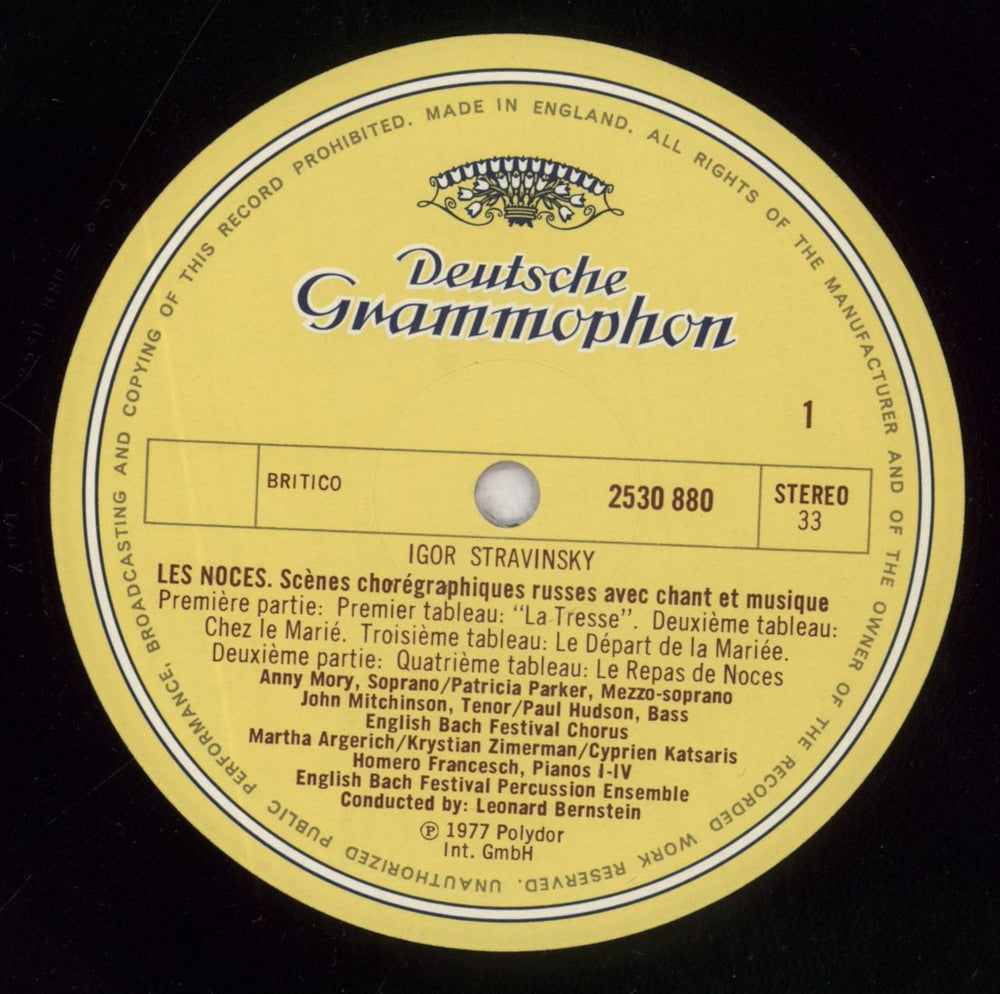 MADE IN ENGLAND. ALL RIGHTS OF THE MANUFACTURER AND OF THE OWNER OF THE RECORDED WORK RESERVED. UNAUTHORIZED PUBLIC PERFORMANCE, BROADCASTING AND COPYING OF THIS RECORD PROHIBITED.
Deutsche
Grammophon
1
BRITICO 2530 880 STEREO
33
IGOR STRAVINSKY
LES NOCES. Scènes chorégraphiques russes avec chant et musique
Première partie: Premier tableau: "La Tresse". Deuxième tableau:
Chez le Marié. Troisième tableau: Le Départ de la Mariée.
Deuxième partie: Quatrième tableau: Le Repas de Noces
Anny Mory, Soprano/Patricia Parker, Mezzo-soprano
John Mitchinson, Tenor/Paul Hudson, Bass
English Bach Festival Chorus
Martha Argerich/Krystian Zimerman/Cyprien Katsaris
Homero Francesch, Pianos I-IV
English Bach Festival Percussion Ensemble
Conducted by: Leonard Bernstein
℗ 1977 Polydor
Int. GmbH